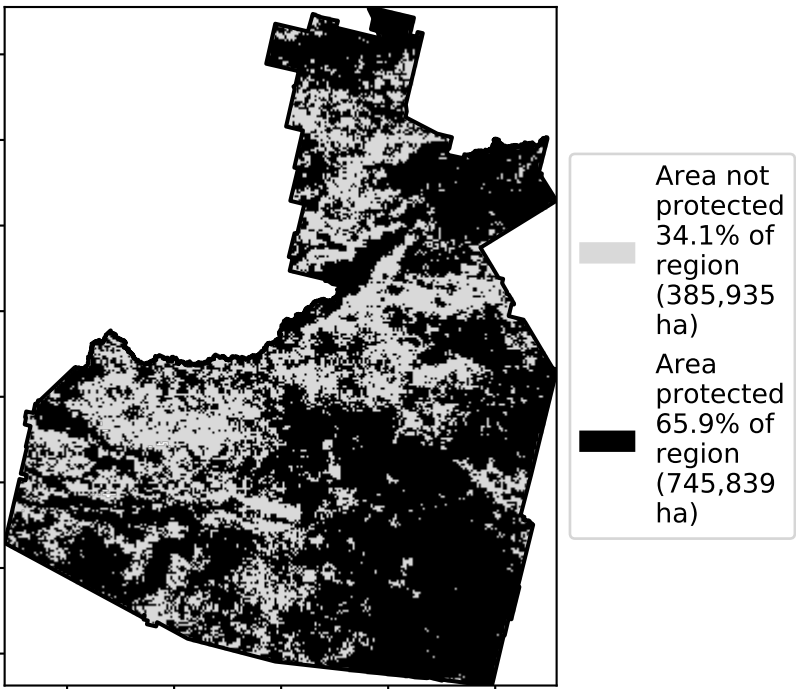 Area not
protected
34.1% of
region
(385,935
ha)
Area
protected
65.9% of
region
(745,839
ha)